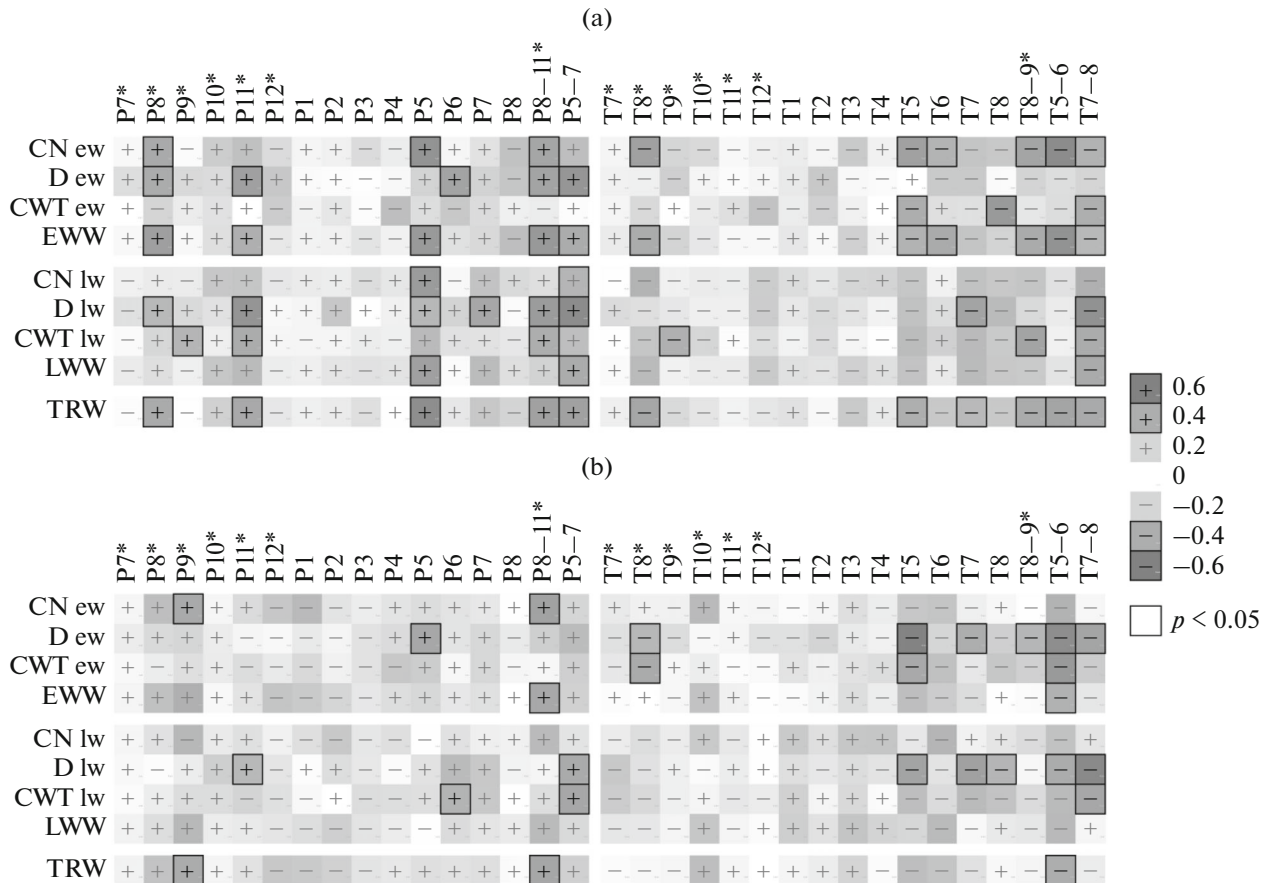 (a)
P7* P8* P9* P10* P11* P12* P1 P2 P3 P4 P5 P6 P7 P8 P8–11* P5–7 T7* T8* T9* T10* T11* T12* T1 T2 T3 T4 T5 T6 T7 T8 T8–9* T5–6 T7–8
CN ew
D ew
CWT ew
EWW
CN lw
D lw
CWT lw
LWW
TRW
+ 0.6
+ 0.4
+ 0.2
0
− −0.2
− −0.4
− −0.6
p < 0.05
(b)
P7* P8* P9* P10* P11* P12* P1 P2 P3 P4 P5 P6 P7 P8 P8–11* P5–7 T7* T8* T9* T10* T11* T12* T1 T2 T3 T4 T5 T6 T7 T8 T8–9* T5–6 T7–8
CN ew
D ew
CWT ew
EWW
CN lw
D lw
CWT lw
LWW
TRW